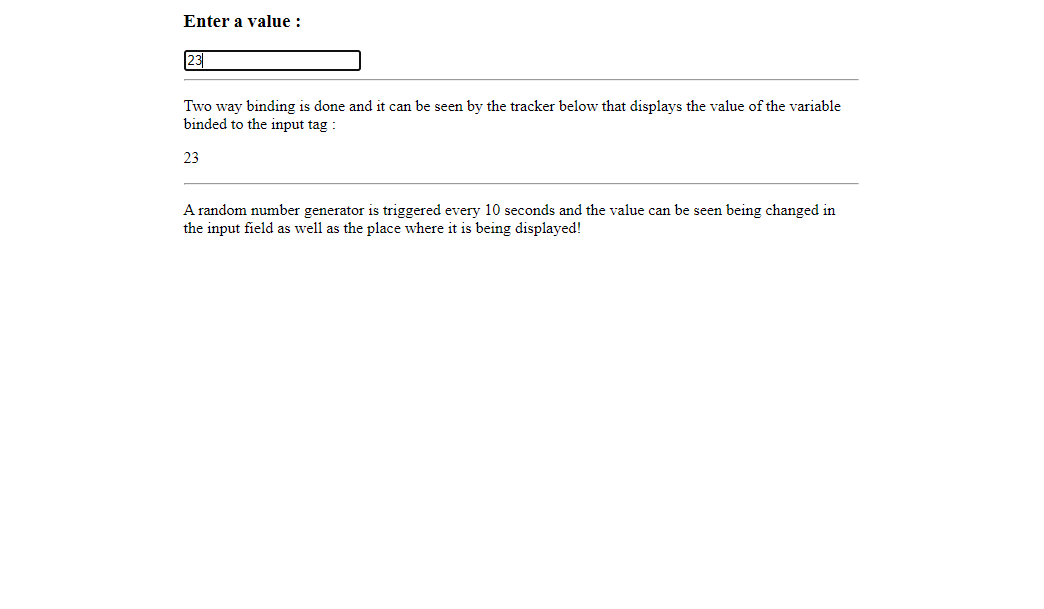 Enter a value :
23
Two way binding is done and it can be seen by the tracker below that displays the value of the variable
binded to the input tag :
23
A random number generator is triggered every 10 seconds and the value can be seen being changed in
the input field as well as the place where it is being displayed!